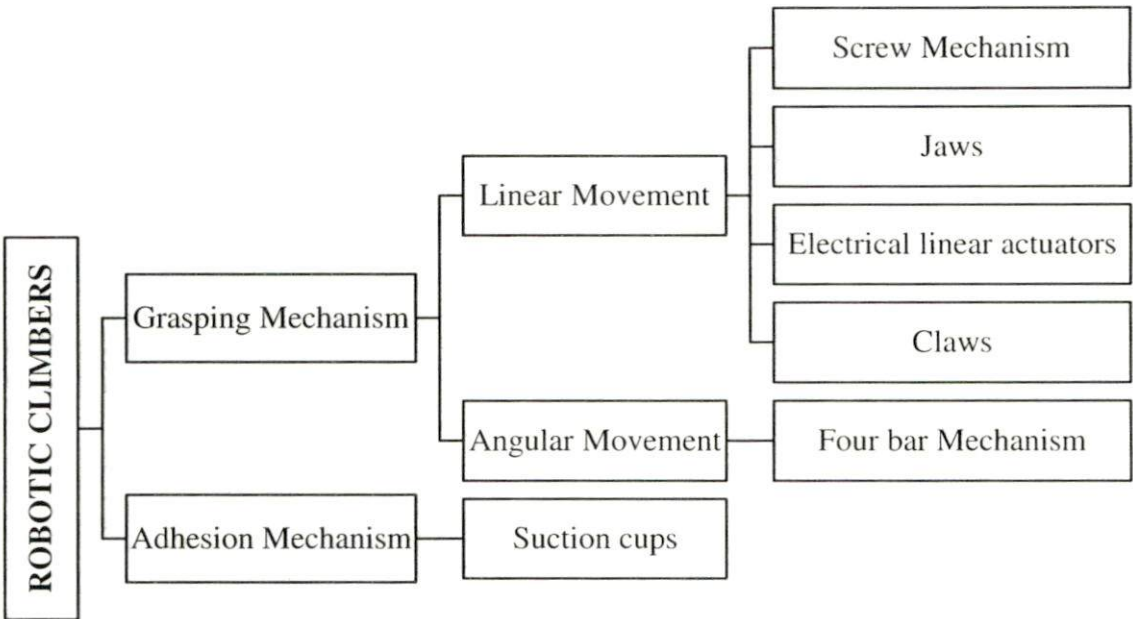 ROBOTIC CLIMBERS
Grasping Mechanism
Linear Movement
Screw Mechanism
Jaws
Electrical linear actuators
Claws
Angular Movement
Four bar Mechanism
Adhesion Mechanism
Suction cups